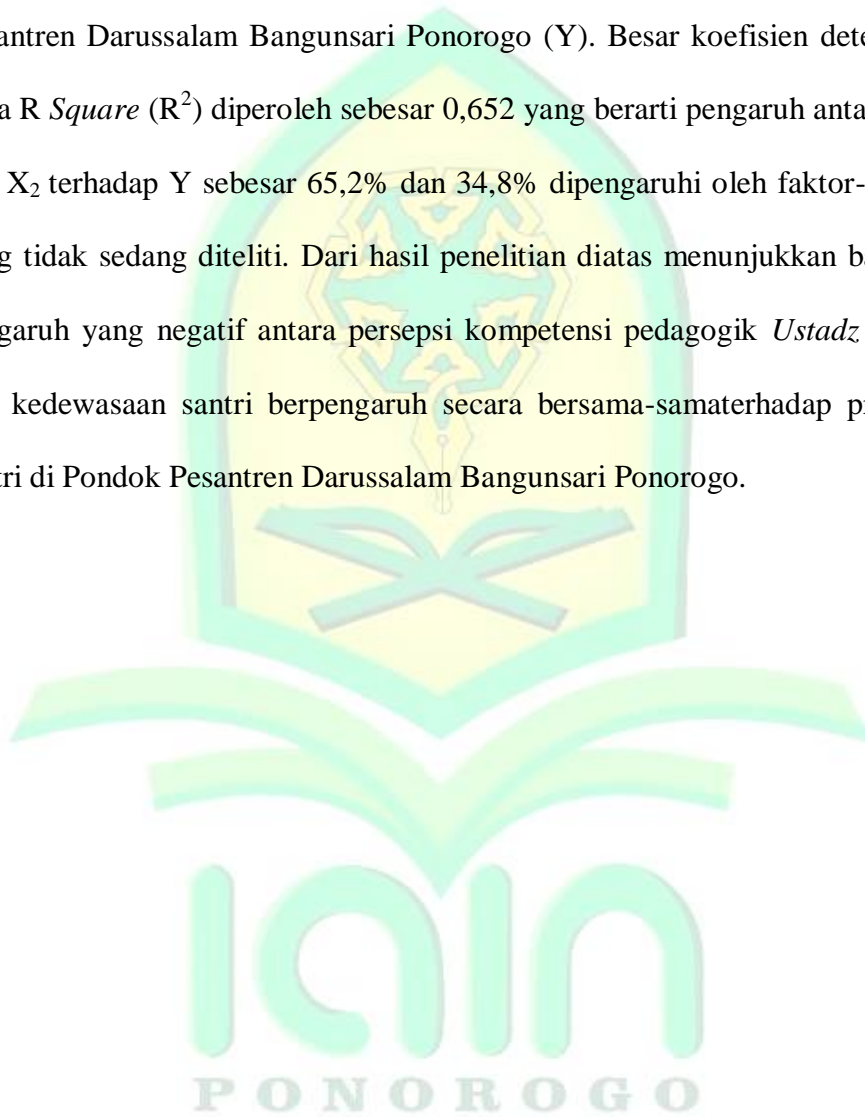 antren Darussalam Bangunsari Ponorogo (Y). Besar koefisien dete
a R Square (R²) diperoleh sebesar 0,652 yang berarti pengaruh anta
X₂ terhadap Y sebesar 65,2% dan 34,8% dipengaruhi oleh faktor-
g tidak sedang diteliti. Dari hasil penelitian diatas menunjukkan ba
garuh yang negatif antara persepsi kompetensi pedagogik Ustadz
kedewasaan santri berpengaruh secara bersama-samaterhadap pr
tri di Pondok Pesantren Darussalam Bangunsari Ponorogo.
iain
PONOROGO